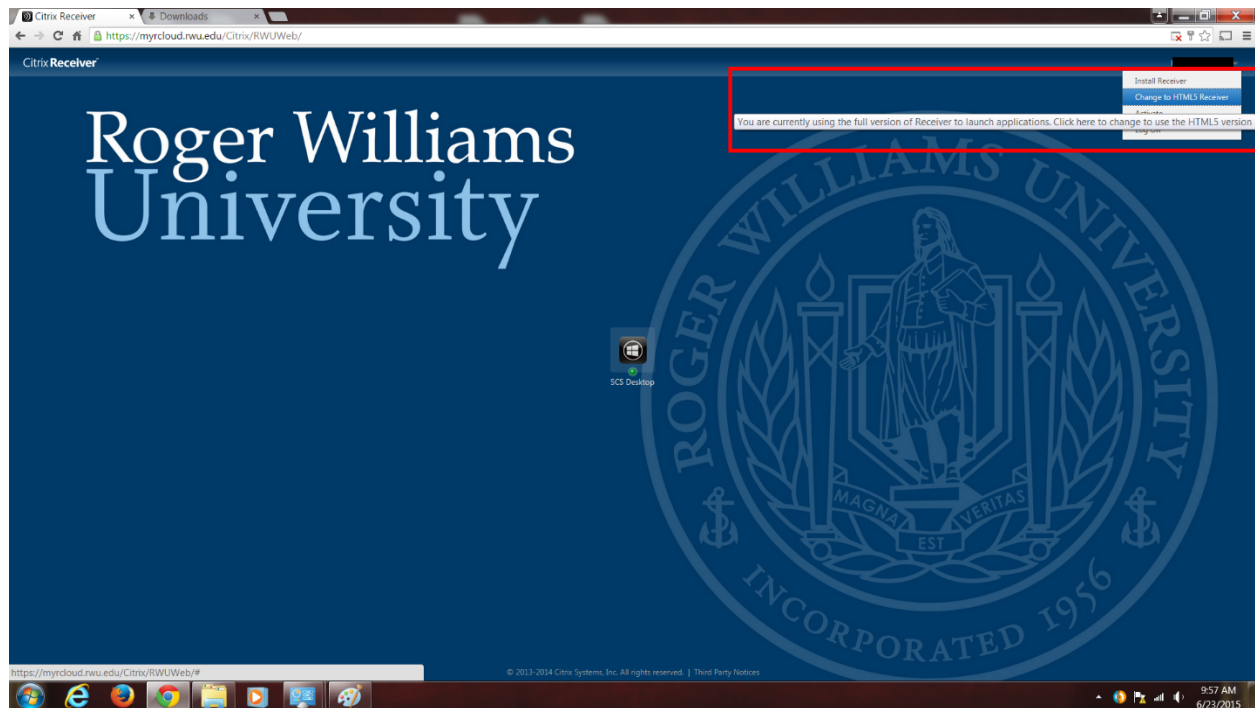 Citrix Receiver
Downloads
https://myrcloud.rwu.edu/Citrix/RWUWeb/
Citrix Receiver
Install Receiver
Change to HTML5 Receiver
Activate
You are currently using the full version of Receiver to launch applications. Click here to change to use the HTML5 version
Log Off
Roger Williams
University
ROGER WILLIAMS UNIVERSITY
SCS Desktop
MAGNA EST VERITAS
INCORPORATED 1956
https://myrcloud.rwu.edu/Citrix/RWUWeb/#
© 2013-2014 Citrix Systems, Inc. All rights reserved. | Third Party Notices
9:57 AM
6/23/2015